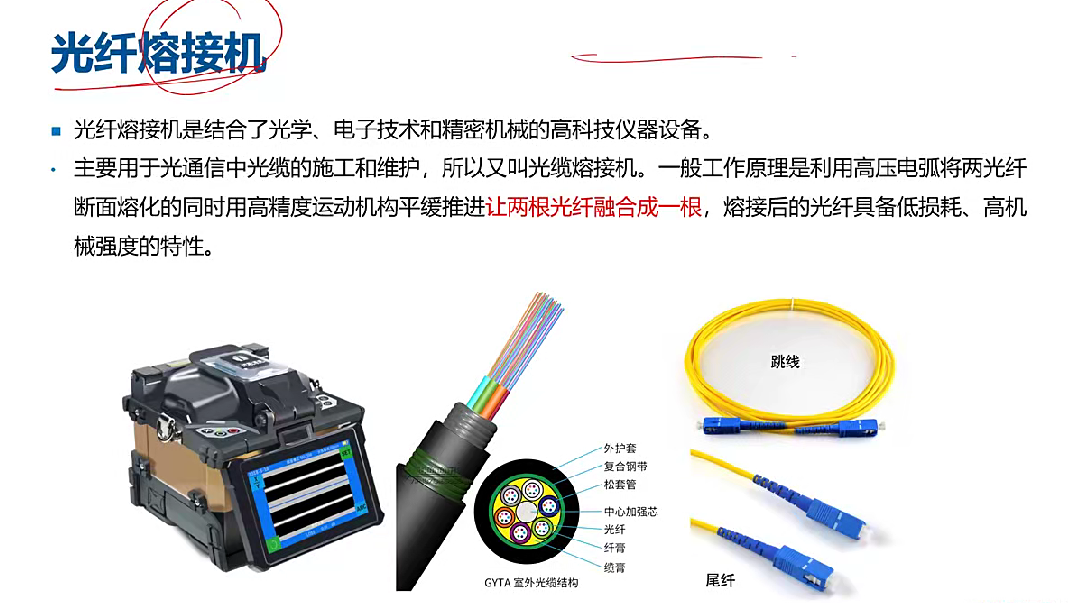 光纤熔接机
光纤熔接机是结合了光学、电子技术和精密机械的高科技仪器设备。
主要用于光通信中光缆的施工和维护，所以又叫光缆熔接机。一般工作原理是利用高压电弧将两光纤
断面熔化的同时用高精度运动机构平缓推进让两根光纤融合成一根，熔接后的光纤具备低损耗、高机
械强度的特性。
跳线
外护套
复合钢带
松套管
中心加强芯
光纤
纤膏
缆膏
GYTA 室外光缆结构
尾纤